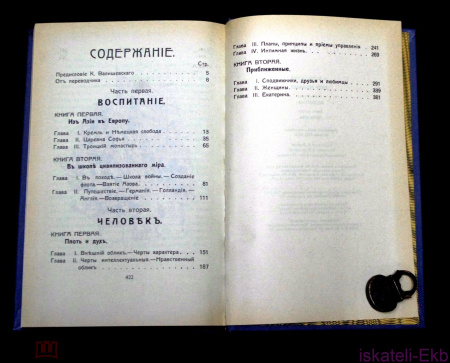 СОДЕРЖАНІЕ.
Стр.
Предисловіе К. Валишевскаго 5
Отъ переводчика 8
Часть первая.
ВОСПИТАНІЕ.
КНИГА ПЕРВАЯ.
Изъ Азіи въ Европу.
Глава I. Кремль и Нѣмецкая слобода 13
Глава II. Царевна Софья
Глава III. Троицкій монастырь 65
КНИГА ВТОРАЯ.
Въ школѣ цивилизованнаго міра.
Глава I. Въ походѣ.—Школа войны.—Созданіе
флота.—Взятіе Азова. 81
Глава II. Путешествіе.—Германія.—Голландія.—
Англія.—Возвращеніе. 111
Часть вторая.
ЧЕЛОВѢКЪ.
КНИГА ПЕРВАЯ.
Плоть и духъ.
Глава I. Внѣшній обликъ.—Черты характера 151
Глава II. Черты интеллектуальныя.—Нравственный
обликъ 187
422
Глава III. Планы, принципы и пріемы управленія 241
Глава IV. Интимная жизнь 269
КНИГА ВТОРАЯ.
Приближенные.
Глава I. Сподвижники, друзья и любимцы 291
Глава II. Женщины 339
Глава III. Екатерина. 381
iskateli-Ekb